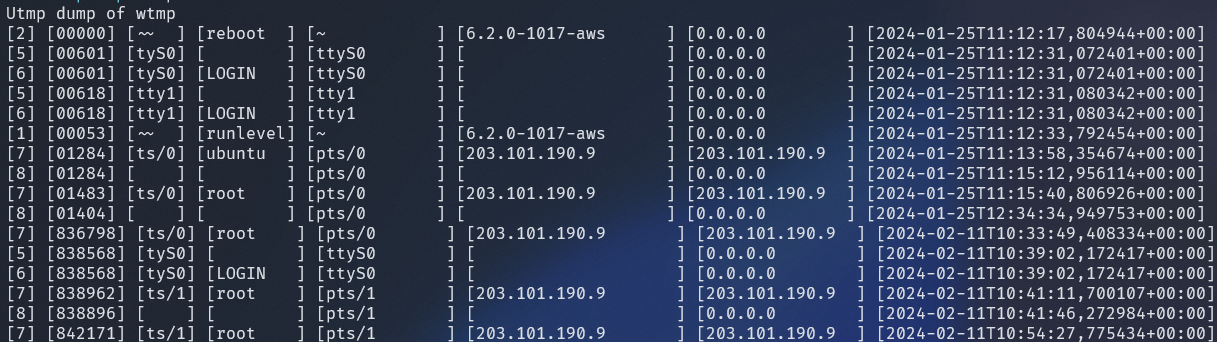 Utmp dump of wtmp
[2] [00000] [~~  ] [reboot  ] [~           ] [6.2.0-1017-aws      ] [0.0.0.0        ] [2024-01-25T11:12:17,804944+00:00]
[5] [00601] [tyS0] [        ] [ttyS0       ] [                    ] [0.0.0.0        ] [2024-01-25T11:12:31,072401+00:00]
[6] [00601] [tyS0] [LOGIN   ] [ttyS0       ] [                    ] [0.0.0.0        ] [2024-01-25T11:12:31,072401+00:00]
[5] [00618] [tty1] [        ] [tty1        ] [                    ] [0.0.0.0        ] [2024-01-25T11:12:31,080342+00:00]
[6] [00618] [tty1] [LOGIN   ] [tty1        ] [                    ] [0.0.0.0        ] [2024-01-25T11:12:31,080342+00:00]
[1] [00053] [~~  ] [runlevel] [~           ] [6.2.0-1017-aws      ] [0.0.0.0        ] [2024-01-25T11:12:33,792454+00:00]
[7] [01284] [ts/0] [ubuntu  ] [pts/0       ] [203.101.190.9       ] [203.101.190.9  ] [2024-01-25T11:13:58,354674+00:00]
[8] [01284] [    ] [        ] [pts/0       ] [                    ] [0.0.0.0        ] [2024-01-25T11:15:12,956114+00:00]
[7] [01483] [ts/0] [root    ] [pts/0       ] [203.101.190.9       ] [203.101.190.9  ] [2024-01-25T11:15:40,806926+00:00]
[8] [01404] [    ] [        ] [pts/0       ] [                    ] [0.0.0.0        ] [2024-01-25T12:34:34,949753+00:00]
[7] [836798] [ts/0] [root    ] [pts/0       ] [203.101.190.9       ] [203.101.190.9  ] [2024-02-11T10:33:49,408334+00:00]
[5] [838568] [tyS0] [        ] [ttyS0       ] [                    ] [0.0.0.0        ] [2024-02-11T10:39:02,172417+00:00]
[6] [838568] [tyS0] [LOGIN   ] [ttyS0       ] [                    ] [0.0.0.0        ] [2024-02-11T10:39:02,172417+00:00]
[7] [838962] [ts/1] [root    ] [pts/1       ] [203.101.190.9       ] [203.101.190.9  ] [2024-02-11T10:41:11,700107+00:00]
[8] [838896] [    ] [        ] [pts/1       ] [                    ] [0.0.0.0        ] [2024-02-11T10:41:46,272984+00:00]
[7] [842171] [ts/1] [root    ] [pts/1       ] [203.101.190.9       ] [203.101.190.9  ] [2024-02-11T10:54:27,775434+00:00]